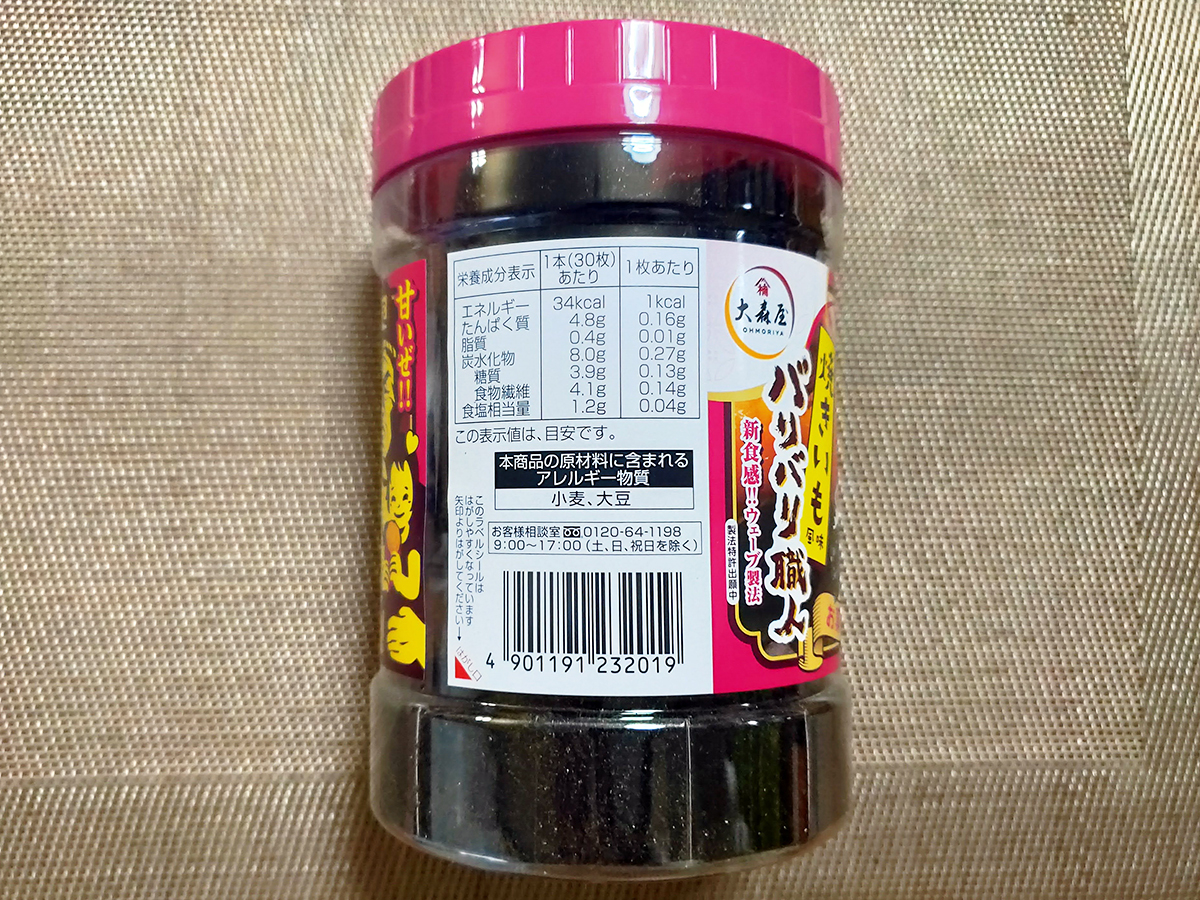 栄養成分表示 1本(30枚)あたり 1枚あたり
エネルギー 34kcal 1kcal
たんぱく質 4.8g 0.16g
脂質 0.4g 0.01g
炭水化物 8.0g 0.27g
糖質 3.9g 0.13g
食物繊維 4.1g 0.14g
食塩相当量 1.2g 0.04g
この表示値は、目安です。
本商品の原材料に含まれる
アレルギー物質
小麦、大豆
お客様相談室 0120-64-1198
9:00〜17:00(土、日、祝日を除く)
このラベルシールは
はがしやすくなっています
矢印よりはがしてください→
はがし口
4 901191 232019
甘いぜ!!
大森屋
OHMORIYA
焼きいも
風味
バリバリ職人
新食感!!ウェーブ製法
製法特許出願中
お